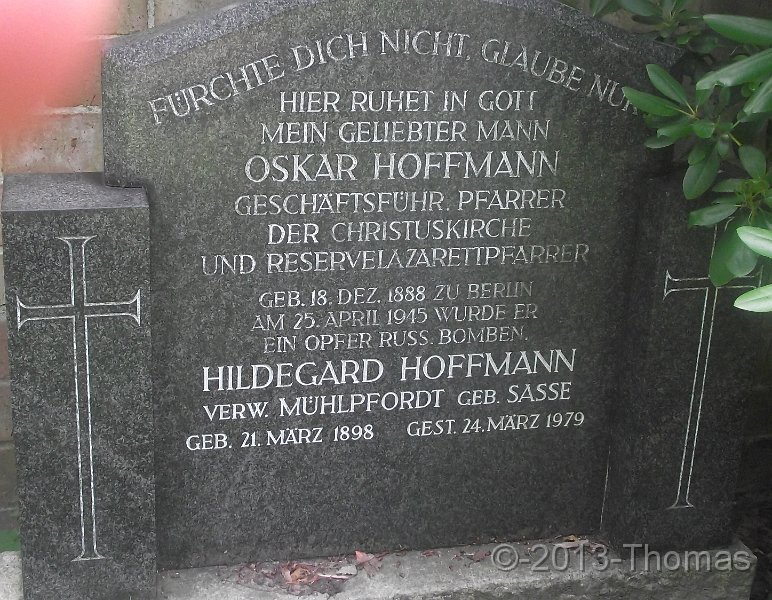 FÜRCHTE DICH NICHT, GLAUBE NUR
HIER RUHET IN GOTT
MEIN GELIEBTER MANN
OSKAR HOFFMANN
GESCHÄFTSFÜHR. PFARRER
DER CHRISTUSKIRCHE
UND RESERVELAZARETTPFARRER
GEB. 18. DEZ. 1888 ZU BERLIN
AM 25. APRIL 1945 WURDE ER
EIN OPFER RUSS. BOMBEN.
HILDEGARD HOFFMANN
VERW. MÜHLPFORDT GEB. SASSE
GEB. 21. MÄRZ 1898 GEST. 24. MÄRZ 1979
©-2013-Thomas